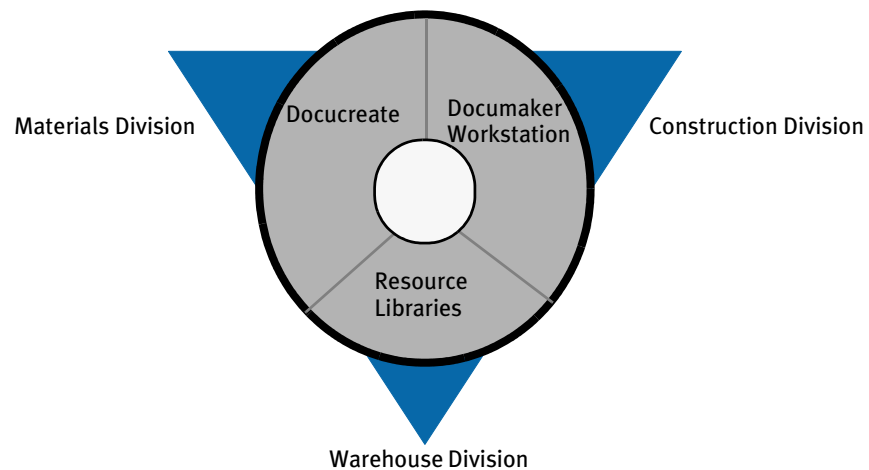 Docucreate
Documaker
Workstation
Materials Division
Construction Division
Resource
Libraries
Warehouse Division